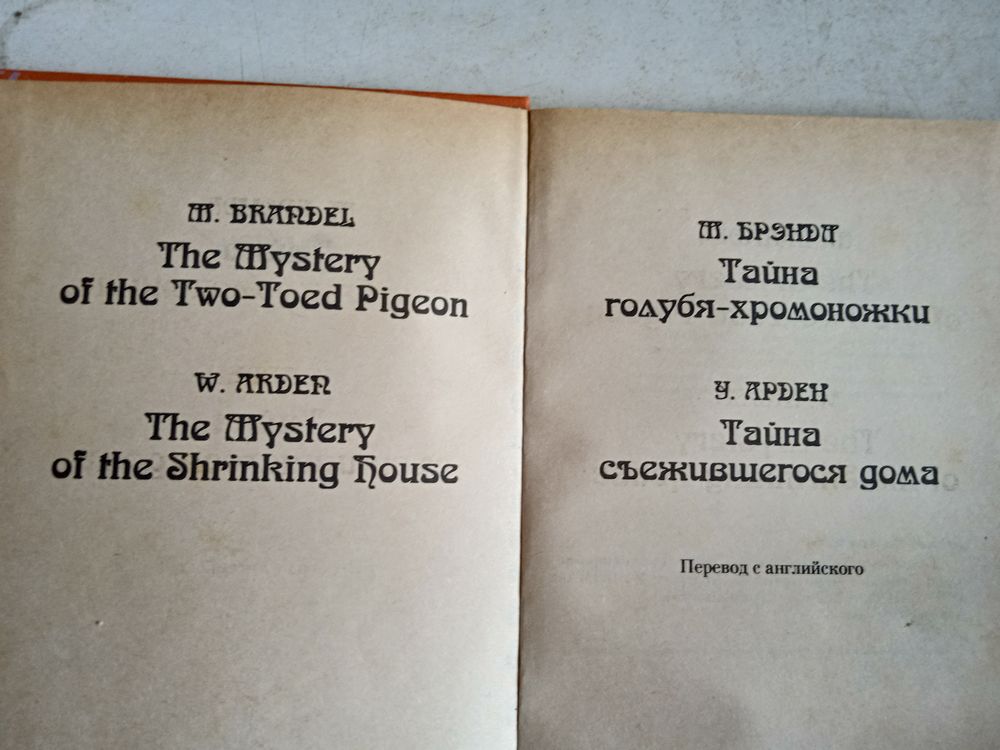 M. BRANDEL
The Mystery
of the Two-Toed Pigeon
W. ARDEN
The Mystery
of the Shrinking House
М. БРЭНДЛ
Тайна
голубя-хромоножки
У. АРДЕН
Тайна
съежившегося дома
Перевод с английского